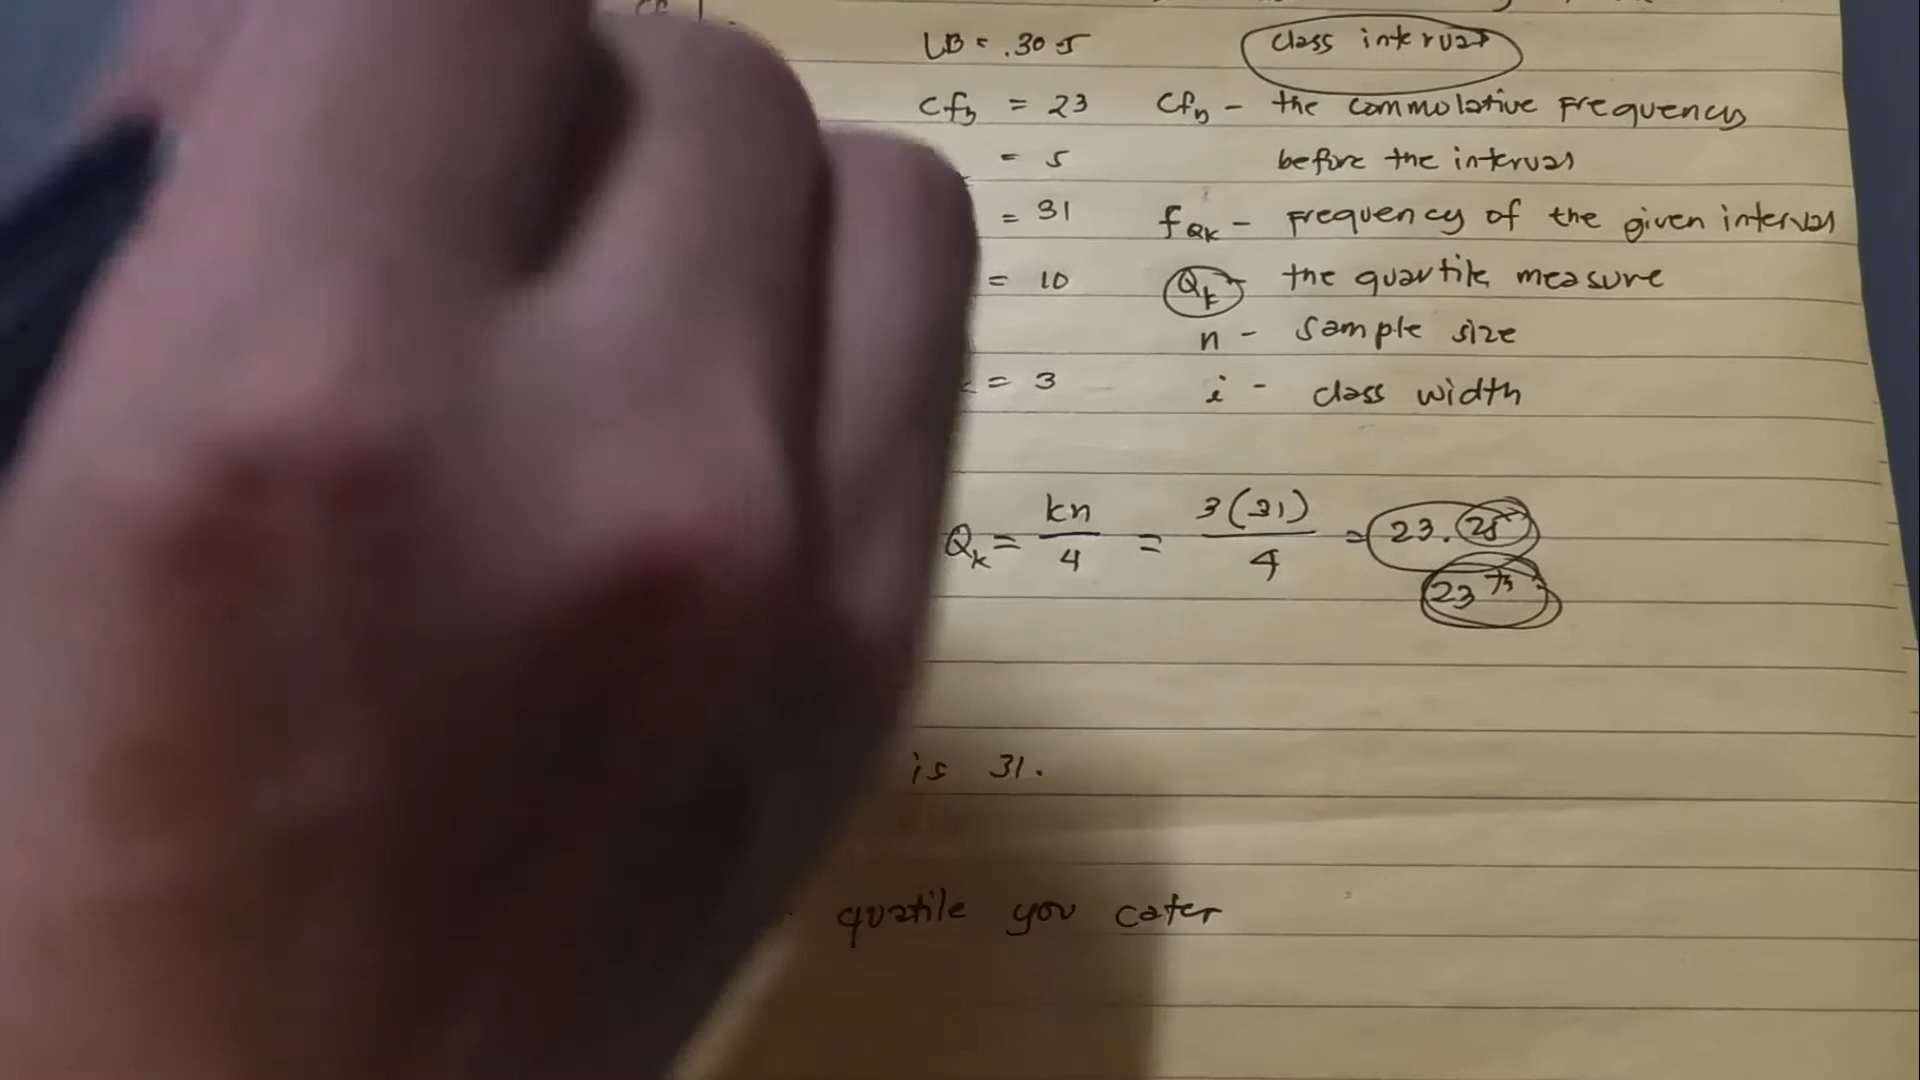 LB = .30 5 class interval
Cfb = 23 Cfb - the commolative Frequency
= 5 before the interval
= 31 fQk - Frequency of the given interval
= 10 Qk - the quartile measure
n - Sample size
= 3 i - class width
Qk = kn/4 = 3(31)/4 = 23.25
23th
is 31.
quatile you cater